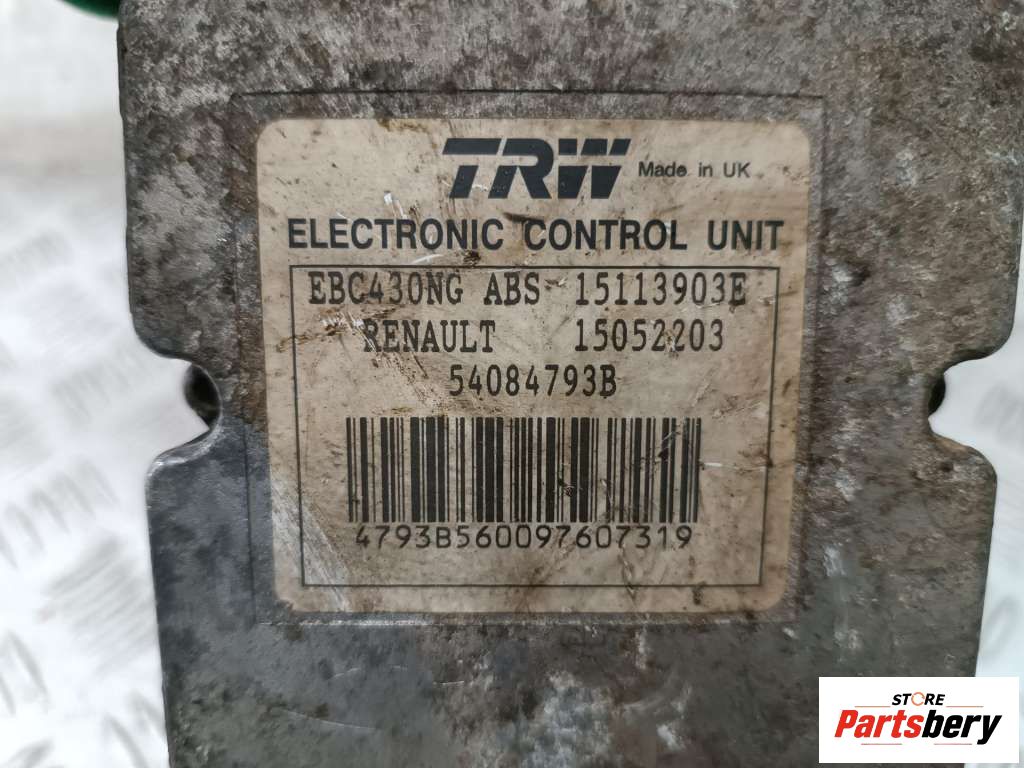 TRW Made in UK
ELECTRONIC CONTROL UNIT
EBC430NG ABS 15113903E
RENAULT 15052203
54084793B
4793B560097607319
STORE
Partsbery